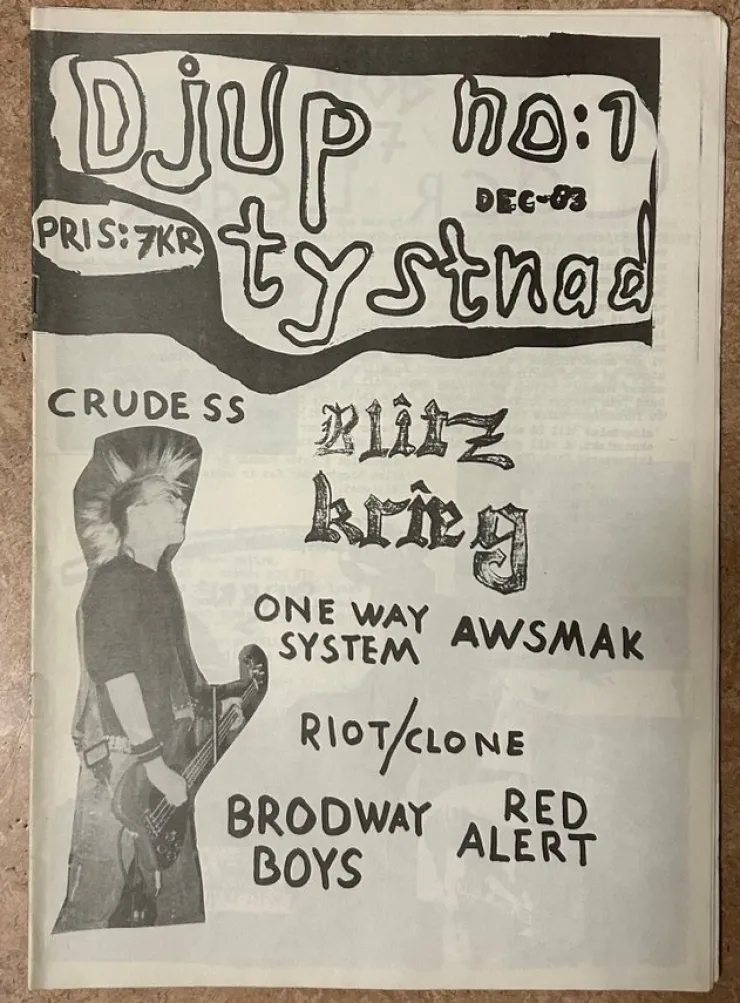 Djup no:1
DEC-83
PRIS: 7KR
tystnad
CRUDE SS
Blitz
krieg
ONE WAY
SYSTEM
AWSMAK
RIOT/CLONE
BRODWAY
BOYS
RED
ALERT